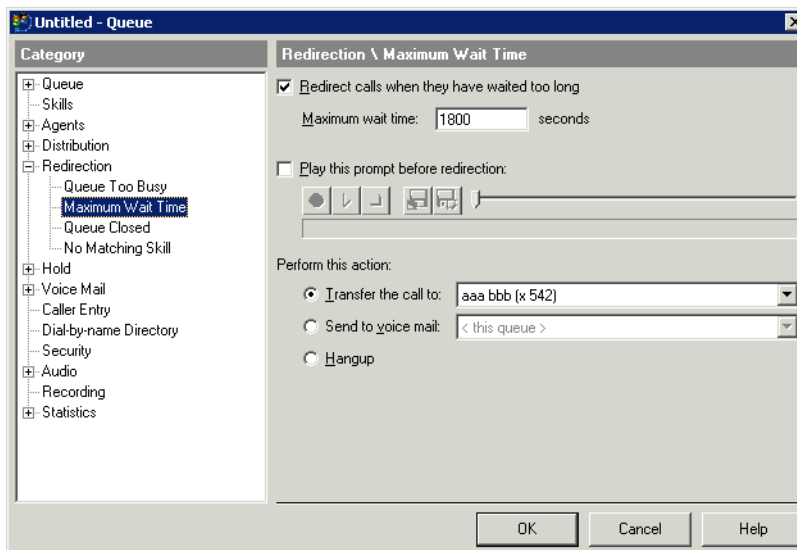 Untitled - Queue
Category
Queue
Skills
Agents
Distribution
Redirection
Queue Too Busy
Maximum Wait Time
Queue Closed
No Matching Skill
Hold
Voice Mail
Caller Entry
Dial-by-name Directory
Security
Audio
Recording
Statistics
Redirection \ Maximum Wait Time
Redirect calls when they have waited too long
Maximum wait time: 1800 seconds
Play this prompt before redirection:
Perform this action:
Transfer the call to: aaa bbb (x 542)
Send to voice mail: < this queue >
Hangup
OK Cancel Help